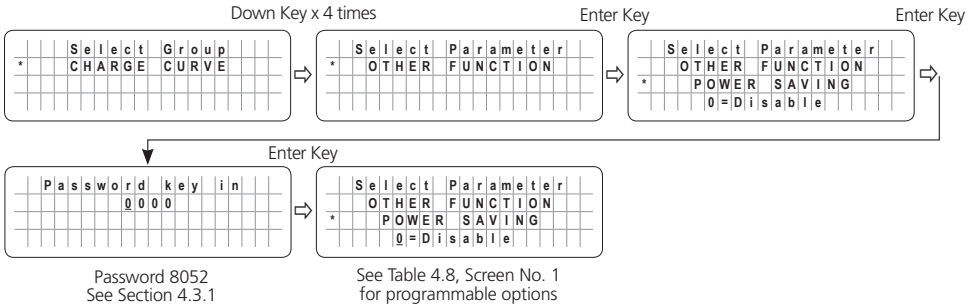 Down Key x 4 times
Enter Key
Enter Key
Select Group
* CHARGE CURVE
Select Parameter
* OTHER FUNCTION
Select Parameter
OTHER FUNCTION
* POWER SAVING
0=Disable
Enter Key
Password key in
0000
Select Parameter
OTHER FUNCTION
* POWER SAVING
0=Disable
Password 8052
See Section 4.3.1
See Table 4.8, Screen No. 1
for programmable options